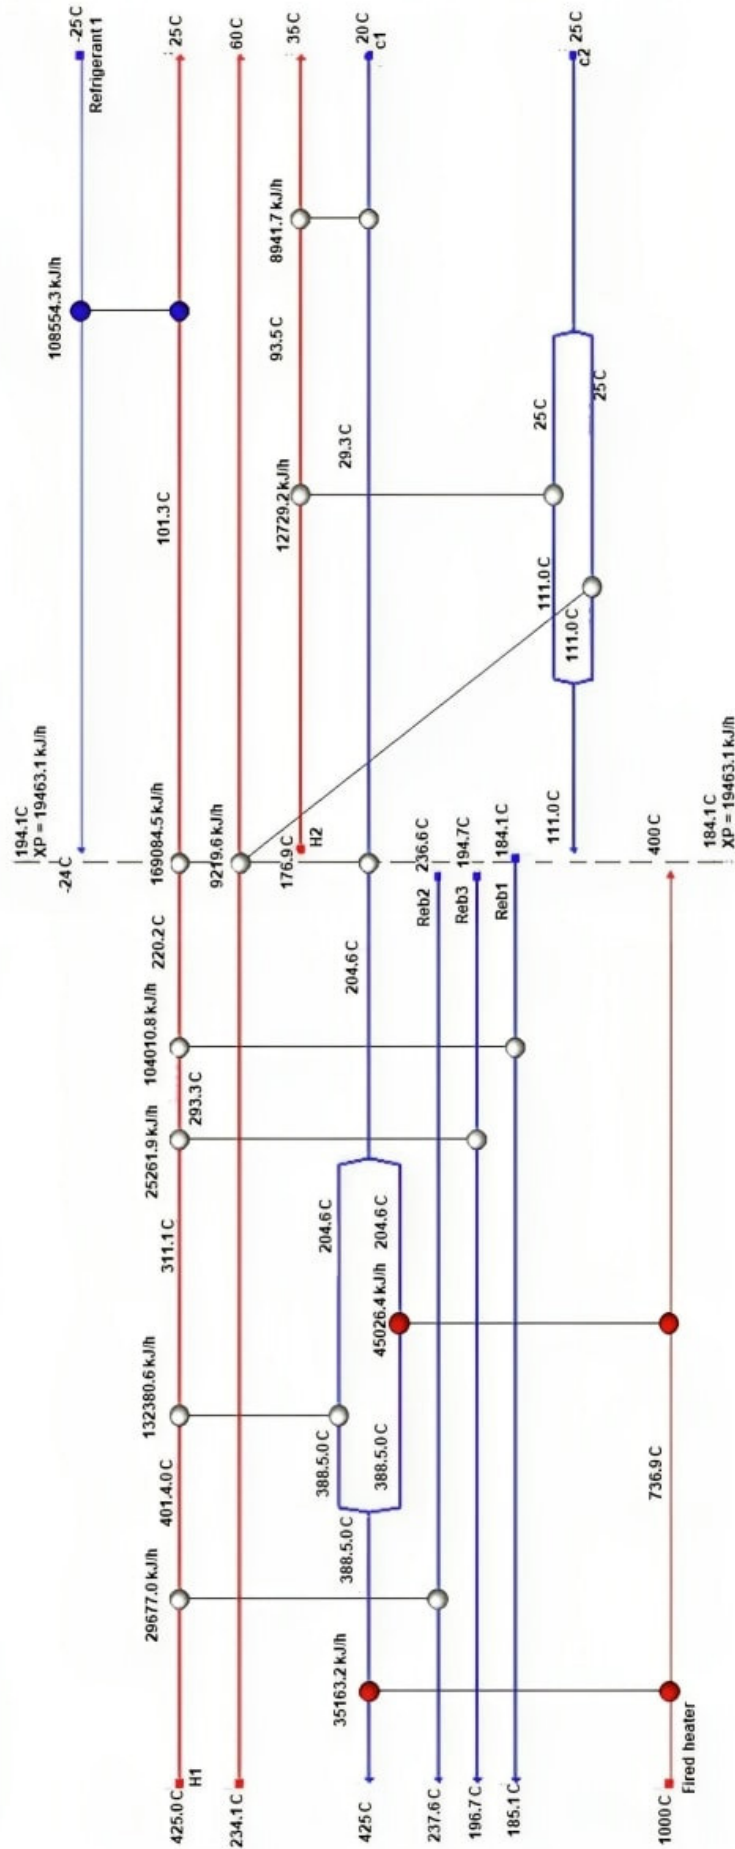 -25 C
Refrigerant 1
25 C
60 C
35 C
20 C
c1
25 C
c2
108554.3 kJ/h
8941.7 kJ/h
101.3 C
93.5 C
12729.2 kJ/h
29.3 C
25 C
25 C
111.0 C
111.0 C
111.0 C
194.1C
XP = 19463.1 kJ/h
-24 C
169084.5 kJ/h
9219.6 kJ/h
176.9 C
H2
184.1 C
XP = 19463.1 kJ/h
220.2 C
204.6 C
236.6 C
Reb2
194.7 C
Reb3
184.1 C
Reb1
400 C
104010.8 kJ/h
293.3 C
25261.9 kJ/h
311.1 C
204.6 C
204.6 C
45026.4 kJ/h
132380.6 kJ/h
401.4.0 C
388.5.0 C
388.5.0 C
388.5.0 C
736.9 C
29677.0 kJ/h
35163.2 kJ/h
425.0 C
H1
234.1 C
425 C
237.6 C
196.7 C
185.1 C
1000 C
Fired heater